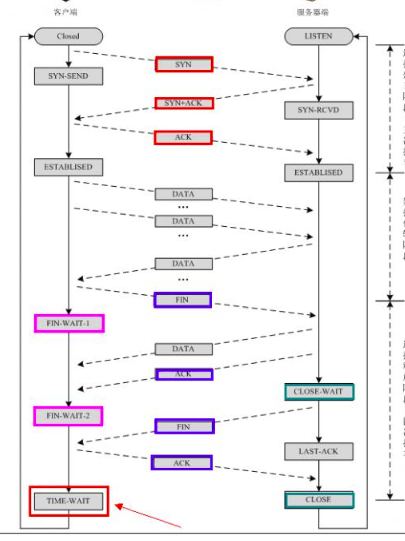 客户端
服务器端
Closed
LISTEN
SYN
SYN-SEND
SYN+ACK
SYN-RCVD
ACK
ESTABLISED
ESTABLISED
DATA
...
DATA
...
DATA
...
FIN
FIN-WAIT-1
DATA
ACK
CLOSE-WAIT
FIN-WAIT-2
FIN
LAST-ACK
ACK
TIME-WAIT
CLOSE